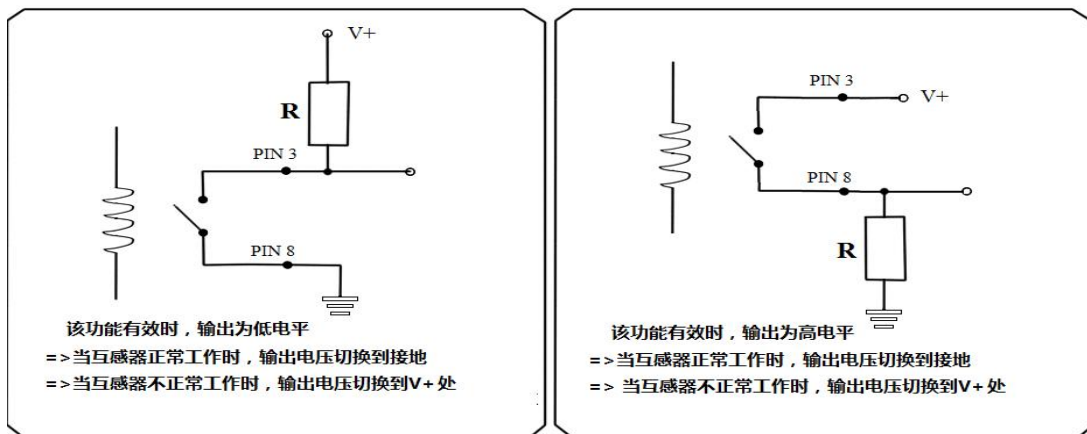 V+
R
PIN 3
PIN 8
该功能有效时，输出为低电平
=>当互感器正常工作时，输出电压切换到接地
=>当互感器不正常工作时，输出电压切换到V+处
PIN 3
V+
PIN 8
R
该功能有效时，输出为高电平
=>当互感器正常工作时，输出电压切换到接地
=> 当互感器不正常工作时，输出电压切换到V+处